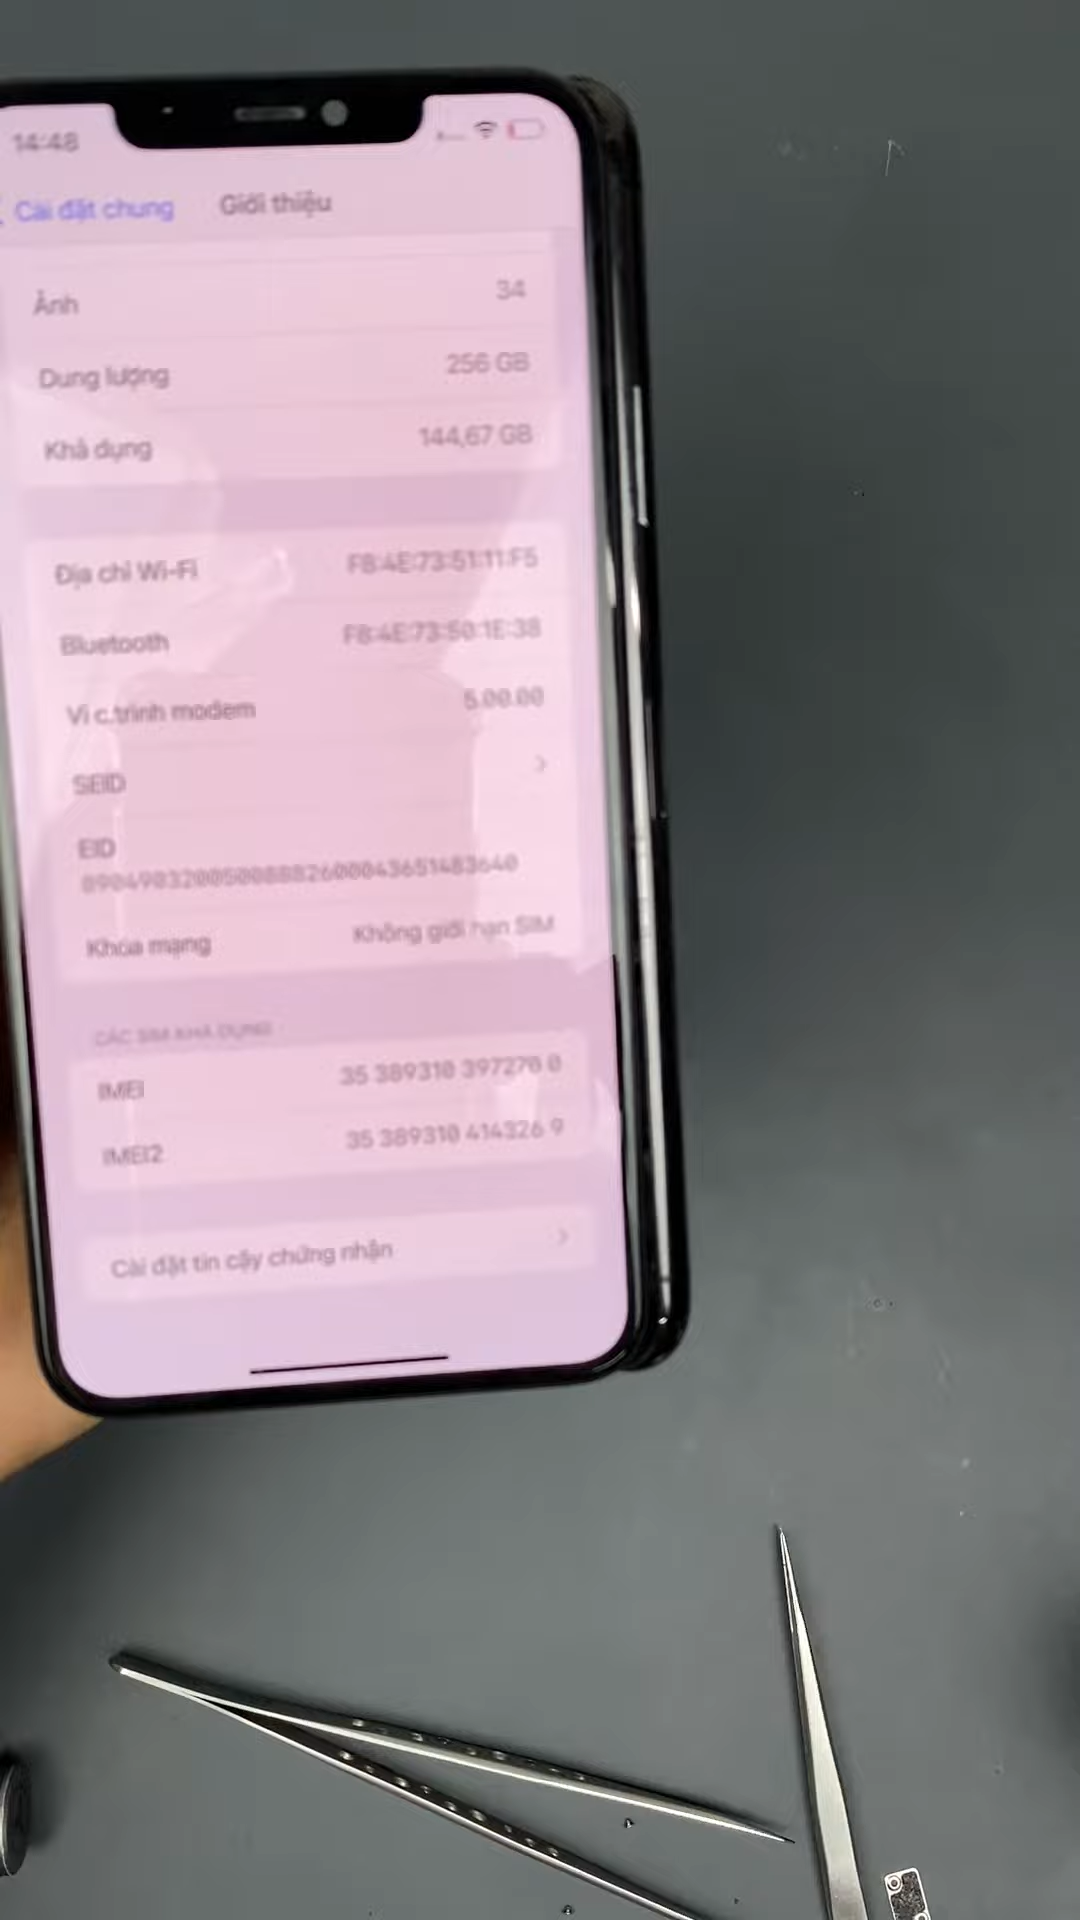 14:48
Cài đặt chung Giới thiệu
Ảnh 34
Dung lượng 256 GB
Khả dụng 144,67 GB
Địa chỉ Wi-Fi F8:4E:73:51:11:F5
Bluetooth F8:4E:73:50:1E:38
Vi c.trình modem 5.00.00
SEID
EID
89049032005008882600043651483640
Khóa mạng Không giới hạn SIM
CÁC SIM KHẢ DỤNG
IMEI 35 389310 397270 0
IMEI2 35 389310 414326 9
Cài đặt tin cậy chứng nhận